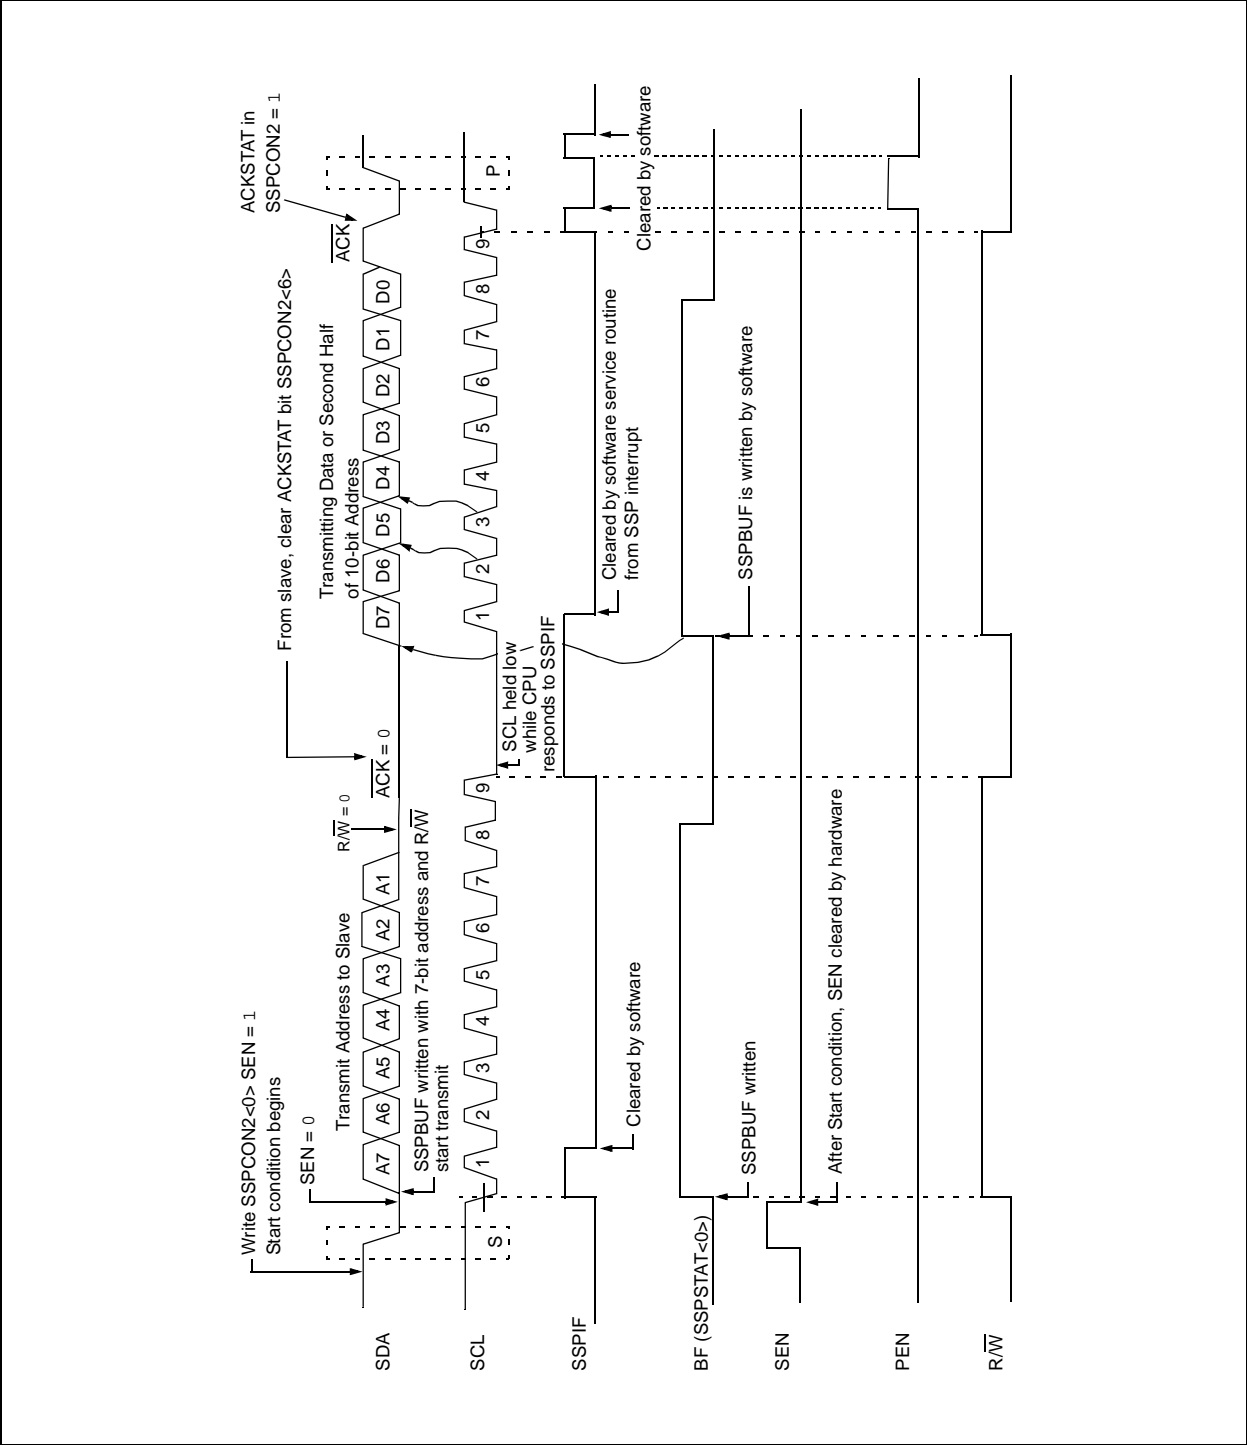 Write SSPCON2<0> SEN = 1
Start condition begins
SEN = 0
From slave, clear ACKSTAT bit SSPCON2<6>
ACKSTAT in
SSPCON2 = 1
Transmit Address to Slave
R/W = 0
Transmitting Data or Second Half
of 10-bit Address
ACK
SDA
A7
A6
A5
A4
A3
A2
A1
ACK = 0
D7
D6
D5
D4
D3
D2
D1
D0
SSPBUF written with 7-bit address and R/W
start transmit
SCL
S
1
2
3
4
5
6
7
8
9
1
2
3
4
5
6
7
8
9
P
SCL held low
while CPU
responds to SSPIF
SSPIF
Cleared by software
Cleared by software service routine
from SSP interrupt
Cleared by software
BF (SSPSTAT<0>)
SSPBUF written
SSPBUF is written by software
SEN
After Start condition, SEN cleared by hardware
PEN
R/W